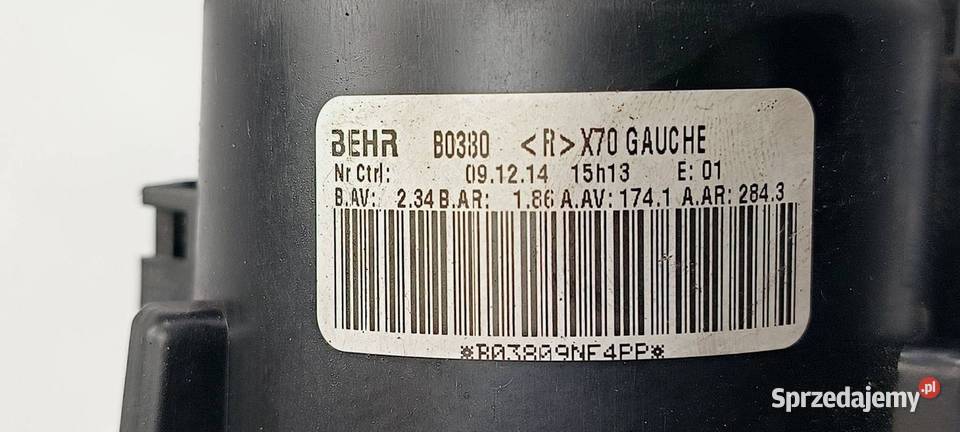 BEHR B0380 <R> X70 GAUCHE
Nr Ctrl: 09.12.14 15h13 E: 01
B.AV: 2.34 B.AR: 1.86 A.AV: 174.1 A.AR: 284.3
*B03809NF4PP*
Sprzedajemy.pl